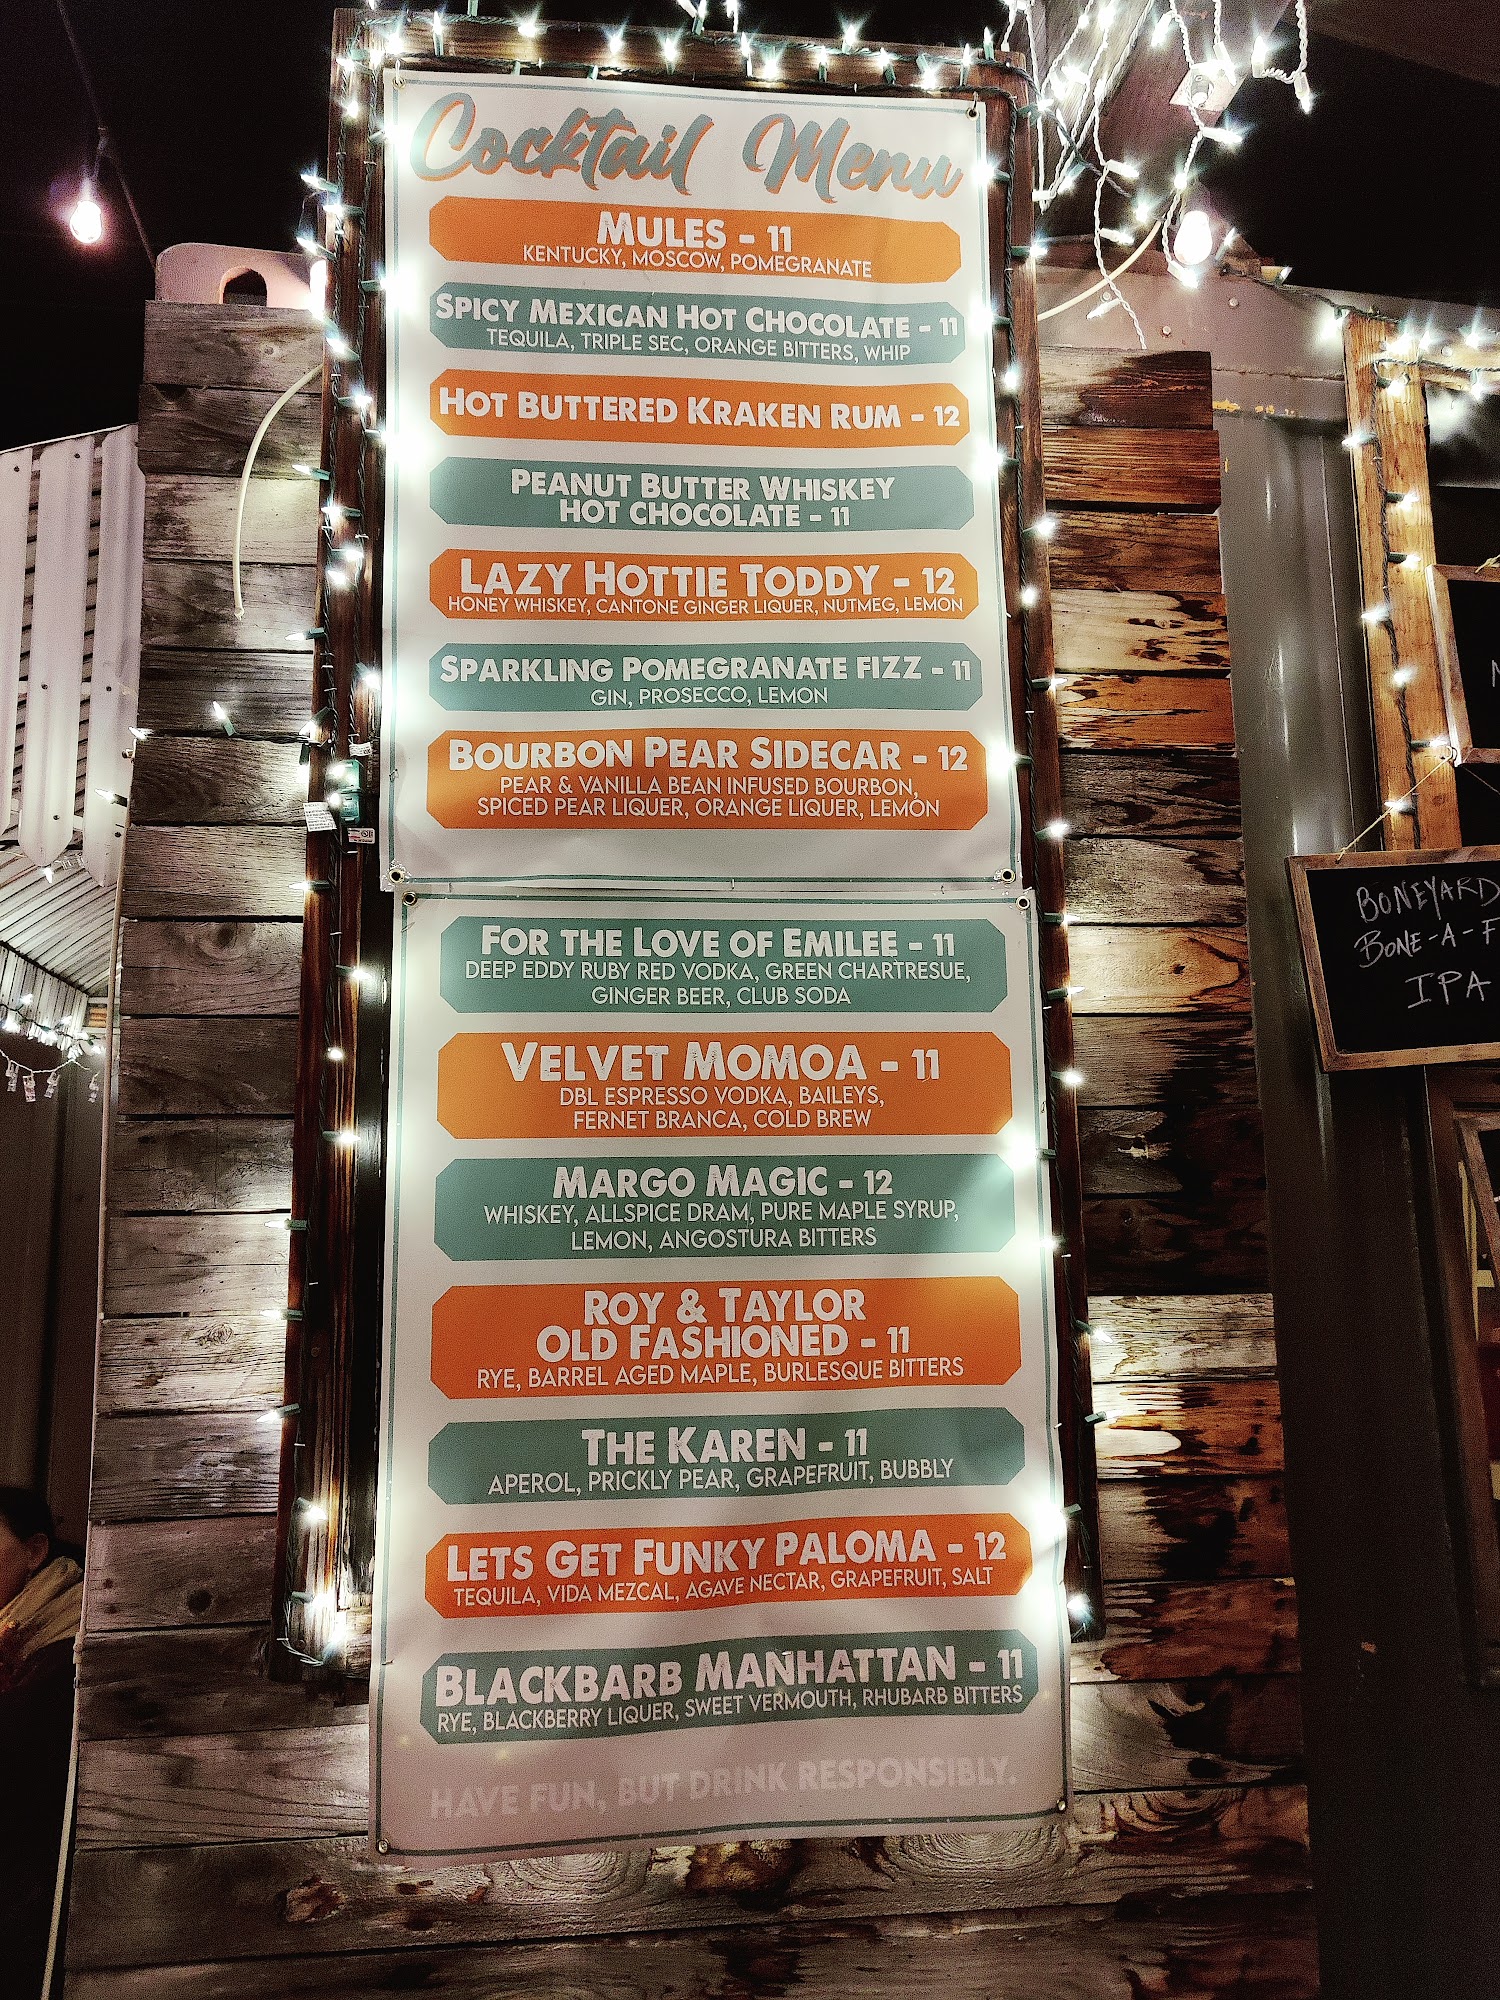 Cocktail Menu
MULES - 11
KENTUCKY, MOSCOW, POMEGRANATE
SPICY MEXICAN HOT CHOCOLATE - 11
TEQUILA, TRIPLE SEC, ORANGE BITTERS, WHIP
HOT BUTTERED KRAKEN RUM - 12
PEANUT BUTTER WHISKEY
HOT CHOCOLATE - 11
LAZY HOTTIE TODDY - 12
HONEY WHISKEY, CANTONE GINGER LIQUER, NUTMEG, LEMON
SPARKLING POMEGRANATE FIZZ - 11
GIN, PROSECCO, LEMON
BOURBON PEAR SIDECAR - 12
PEAR & VANILLA BEAN INFUSED BOURBON,
SPICED PEAR LIQUER, ORANGE LIQUER, LEMON
FOR THE LOVE OF EMILEE - 11
DEEP EDDY RUBY RED VODKA, GREEN CHARTRESUE,
GINGER BEER, CLUB SODA
VELVET MOMOA - 11
DBL ESPRESSO VODKA, BAILEYS,
FERNET BRANCA, COLD BREW
MARGO MAGIC - 12
WHISKEY, ALLSPICE DRAM, PURE MAPLE SYRUP,
LEMON, ANGOSTURA BITTERS
ROY & TAYLOR
OLD FASHIONED - 11
RYE, BARREL AGED MAPLE, BURLESQUE BITTERS
THE KAREN - 11
APEROL, PRICKLY PEAR, GRAPEFRUIT, BUBBLY
LETS GET FUNKY PALOMA - 12
TEQUILA, VIDA MEZCAL, AGAVE NECTAR, GRAPEFRUIT, SALT
BLACKBARB MANHATTAN - 11
RYE, BLACKBERRY LIQUER, SWEET VERMOUTH, RHUBARB BITTERS
HAVE FUN, BUT DRINK RESPONSIBLY.
BONEYARD
BONE-A-F
IPA